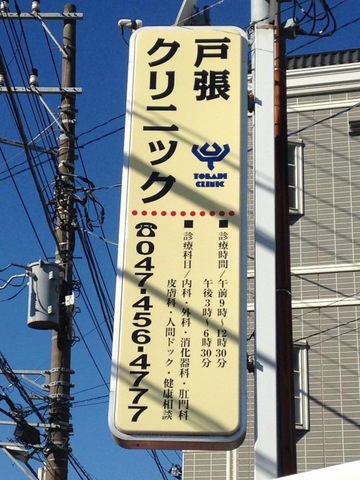 戸張
クリニック
TOBARI
CLINIC
■診療時間/午前9時~12時30分
午後3時~6時30分
■診療科目/内科・外科・消化器科・肛門科
皮膚科・人間ドック・健康相談
☎047-456-4777